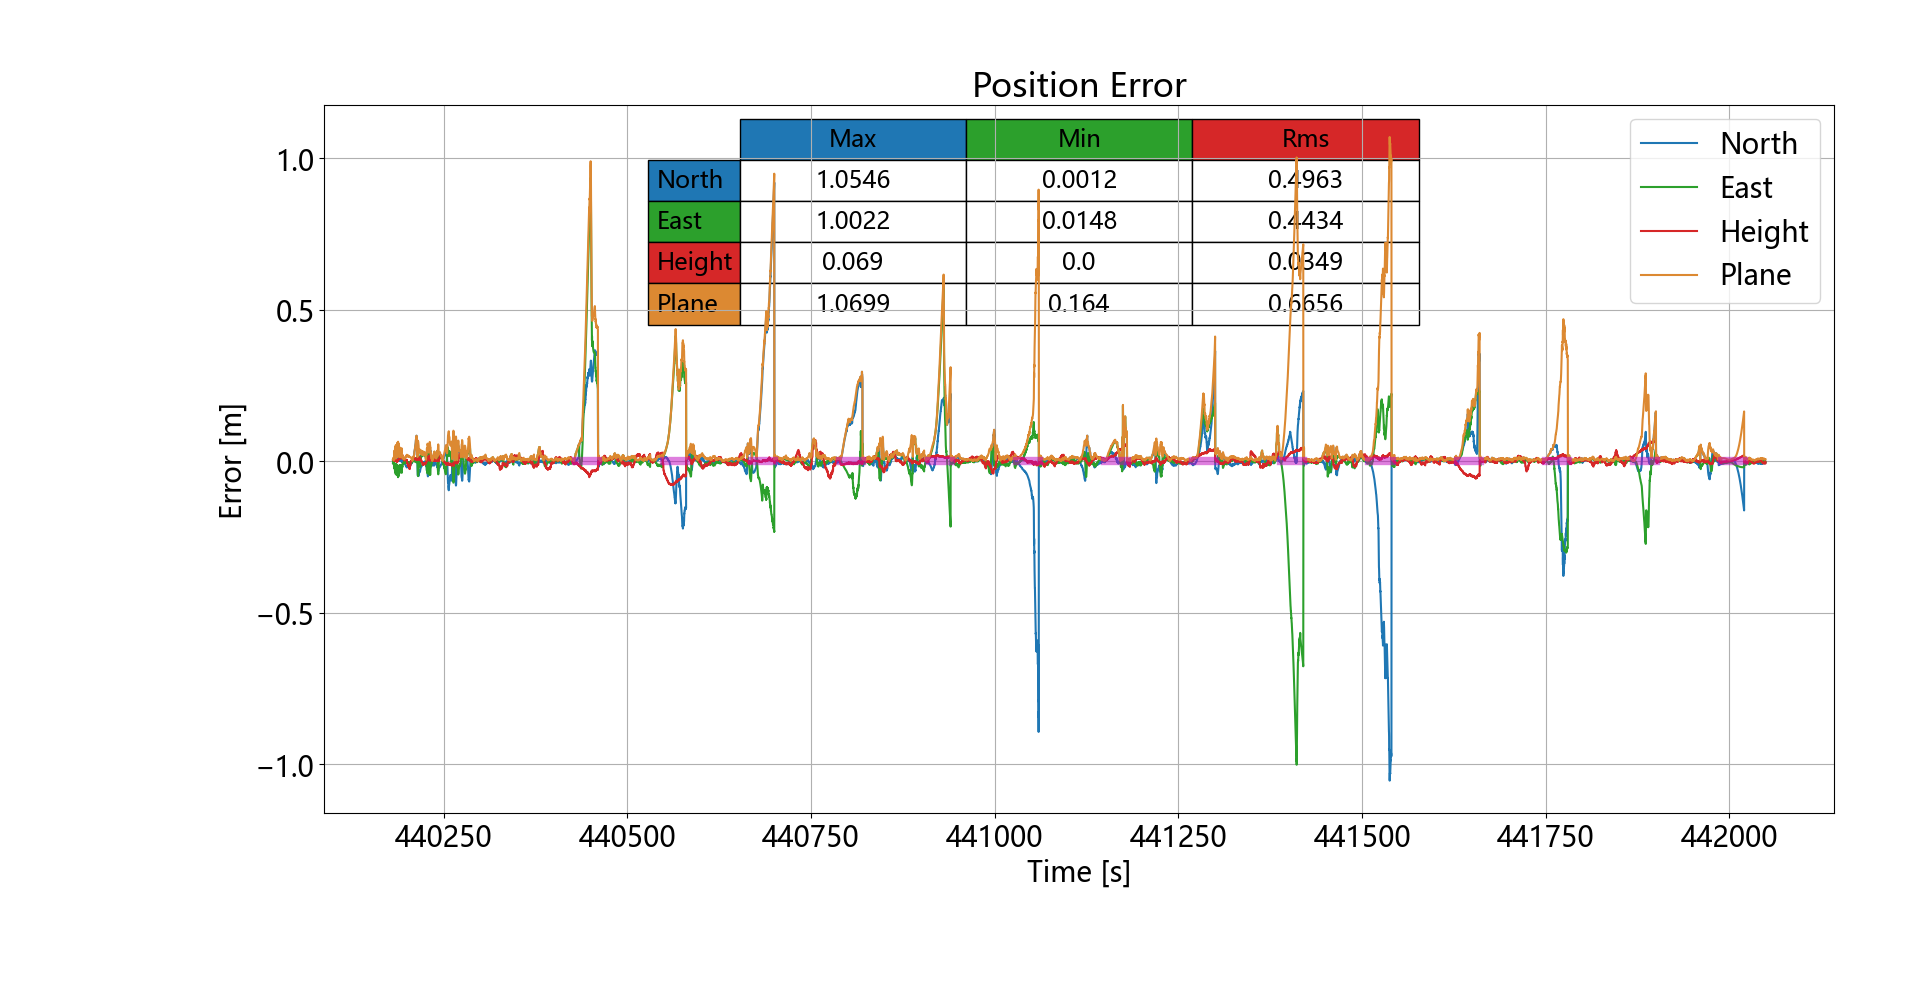 Position Error
Max Min Rms
North 1.0546 0.0012 0.4963
East 1.0022 0.0148 0.4434
Height 0.069 0.0 0.0349
Plane 1.0699 0.164 0.6656
North
East
Height
Plane
1.0
0.5
0.0
−0.5
−1.0
Error [m]
440250 440500 440750 441000 441250 441500 441750 442000
Time [s]